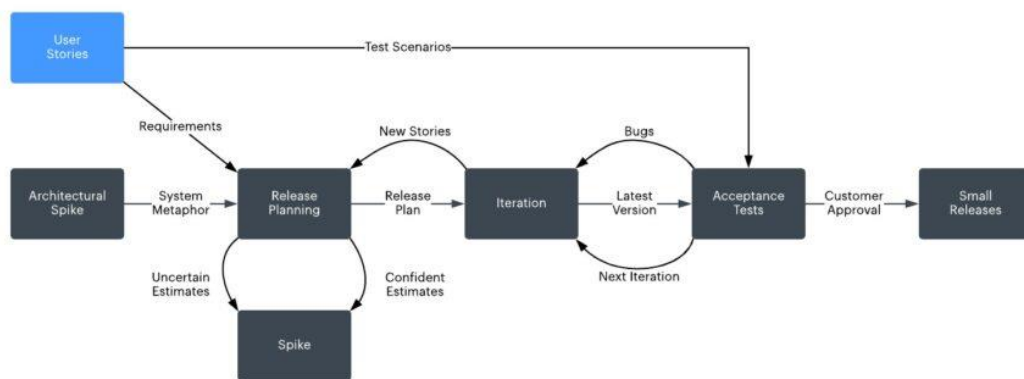 User
Stories
Test Scenarios
Requirements
New Stories
Bugs
Architectural
Spike
System
Metaphor
Release
Planning
Release
Plan
Iteration
Latest
Version
Acceptance
Tests
Customer
Approval
Small
Releases
Uncertain
Estimates
Confident
Estimates
Next Iteration
Spike